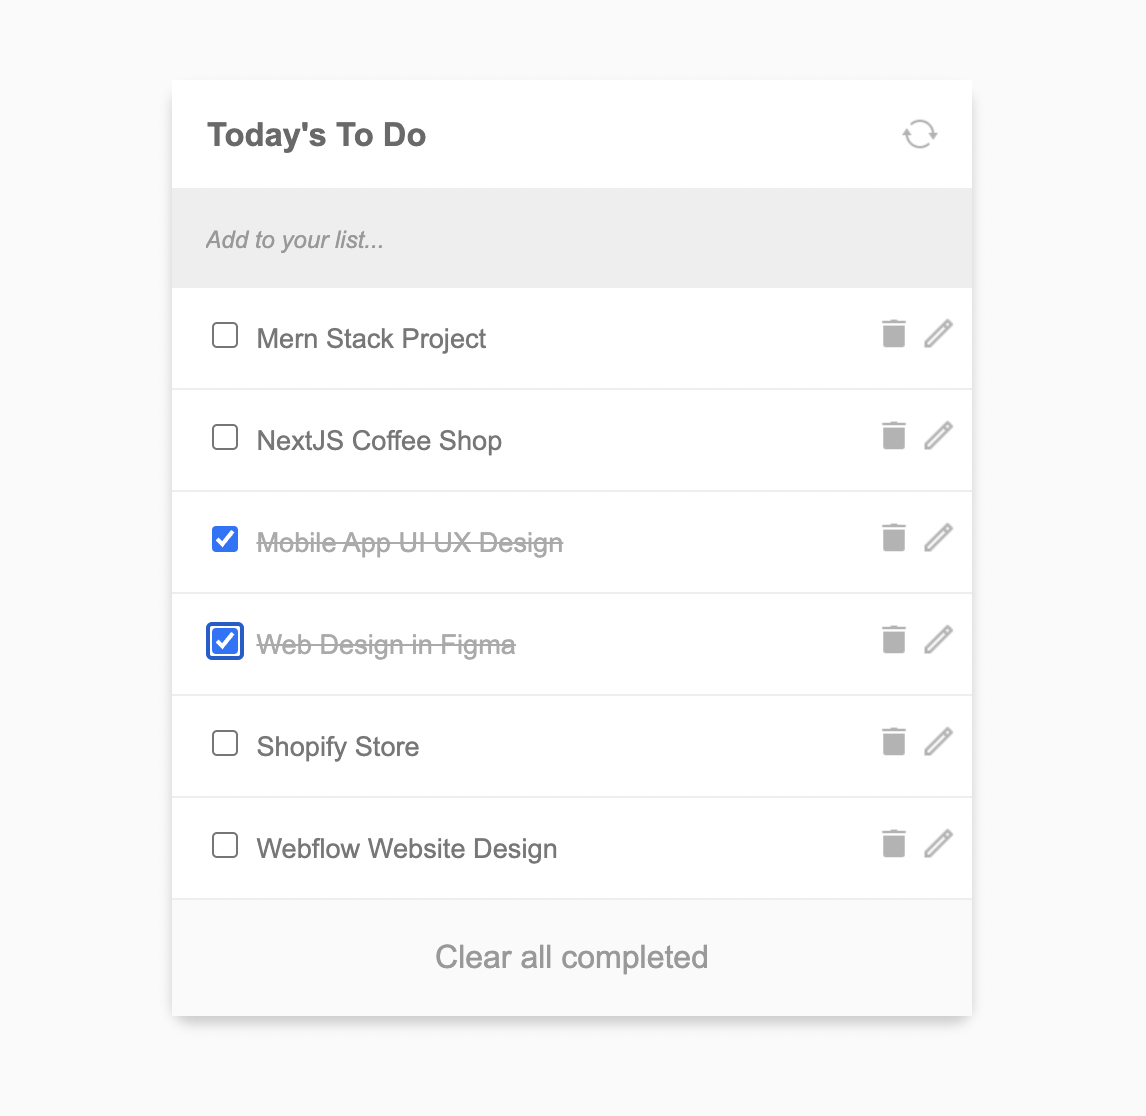 Today's To Do
Add to your list...
Mern Stack Project
NextJS Coffee Shop
Mobile App UI UX Design
Web Design in Figma
Shopify Store
Webflow Website Design
Clear all completed